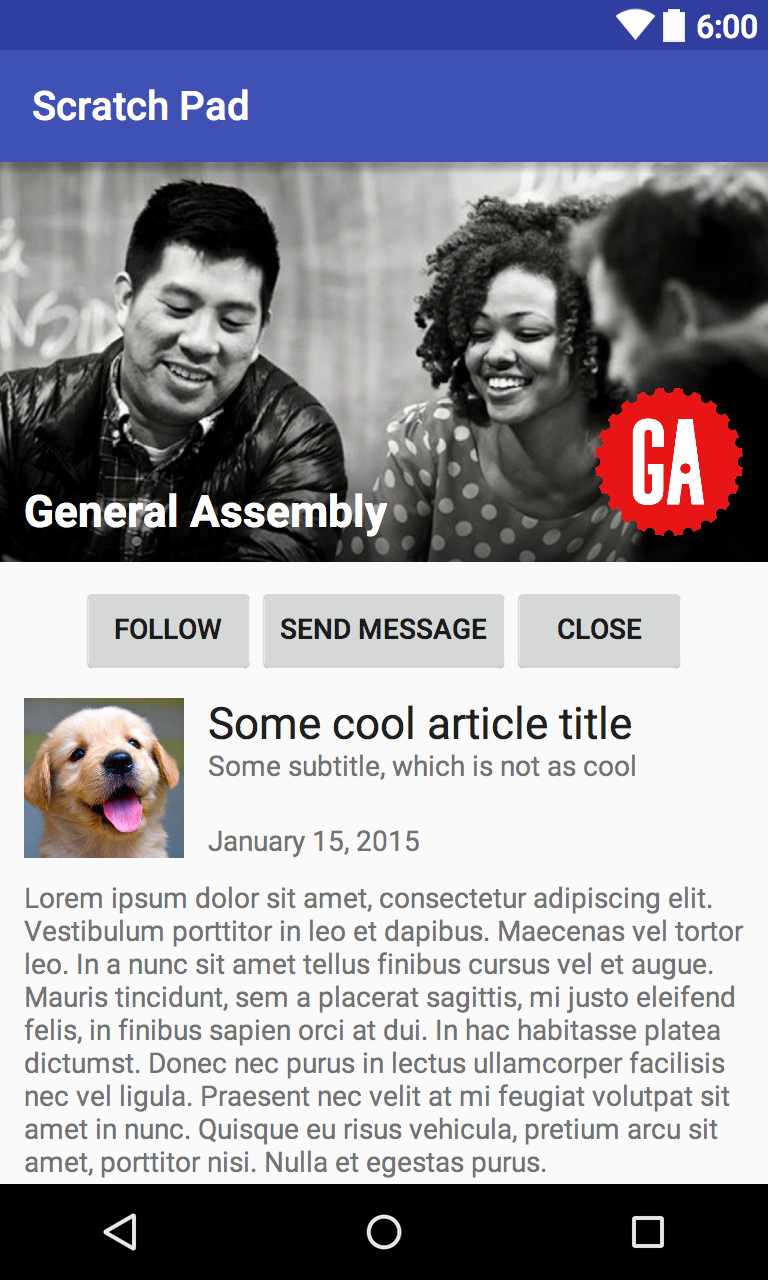 6:00
Scratch Pad
GA
General Assembly
FOLLOW SEND MESSAGE CLOSE
Some cool article title
Some subtitle, which is not as cool
January 15, 2015
Lorem ipsum dolor sit amet, consectetur adipiscing elit.
Vestibulum porttitor in leo et dapibus. Maecenas vel tortor
leo. In a nunc sit amet tellus finibus cursus vel et augue.
Mauris tincidunt, sem a placerat sagittis, mi justo eleifend
felis, in finibus sapien orci at dui. In hac habitasse platea
dictumst. Donec nec purus in lectus ullamcorper facilisis
nec vel ligula. Praesent nec velit at mi feugiat volutpat sit
amet in nunc. Quisque eu risus vehicula, pretium arcu sit
amet, porttitor nisi. Nulla et egestas purus.